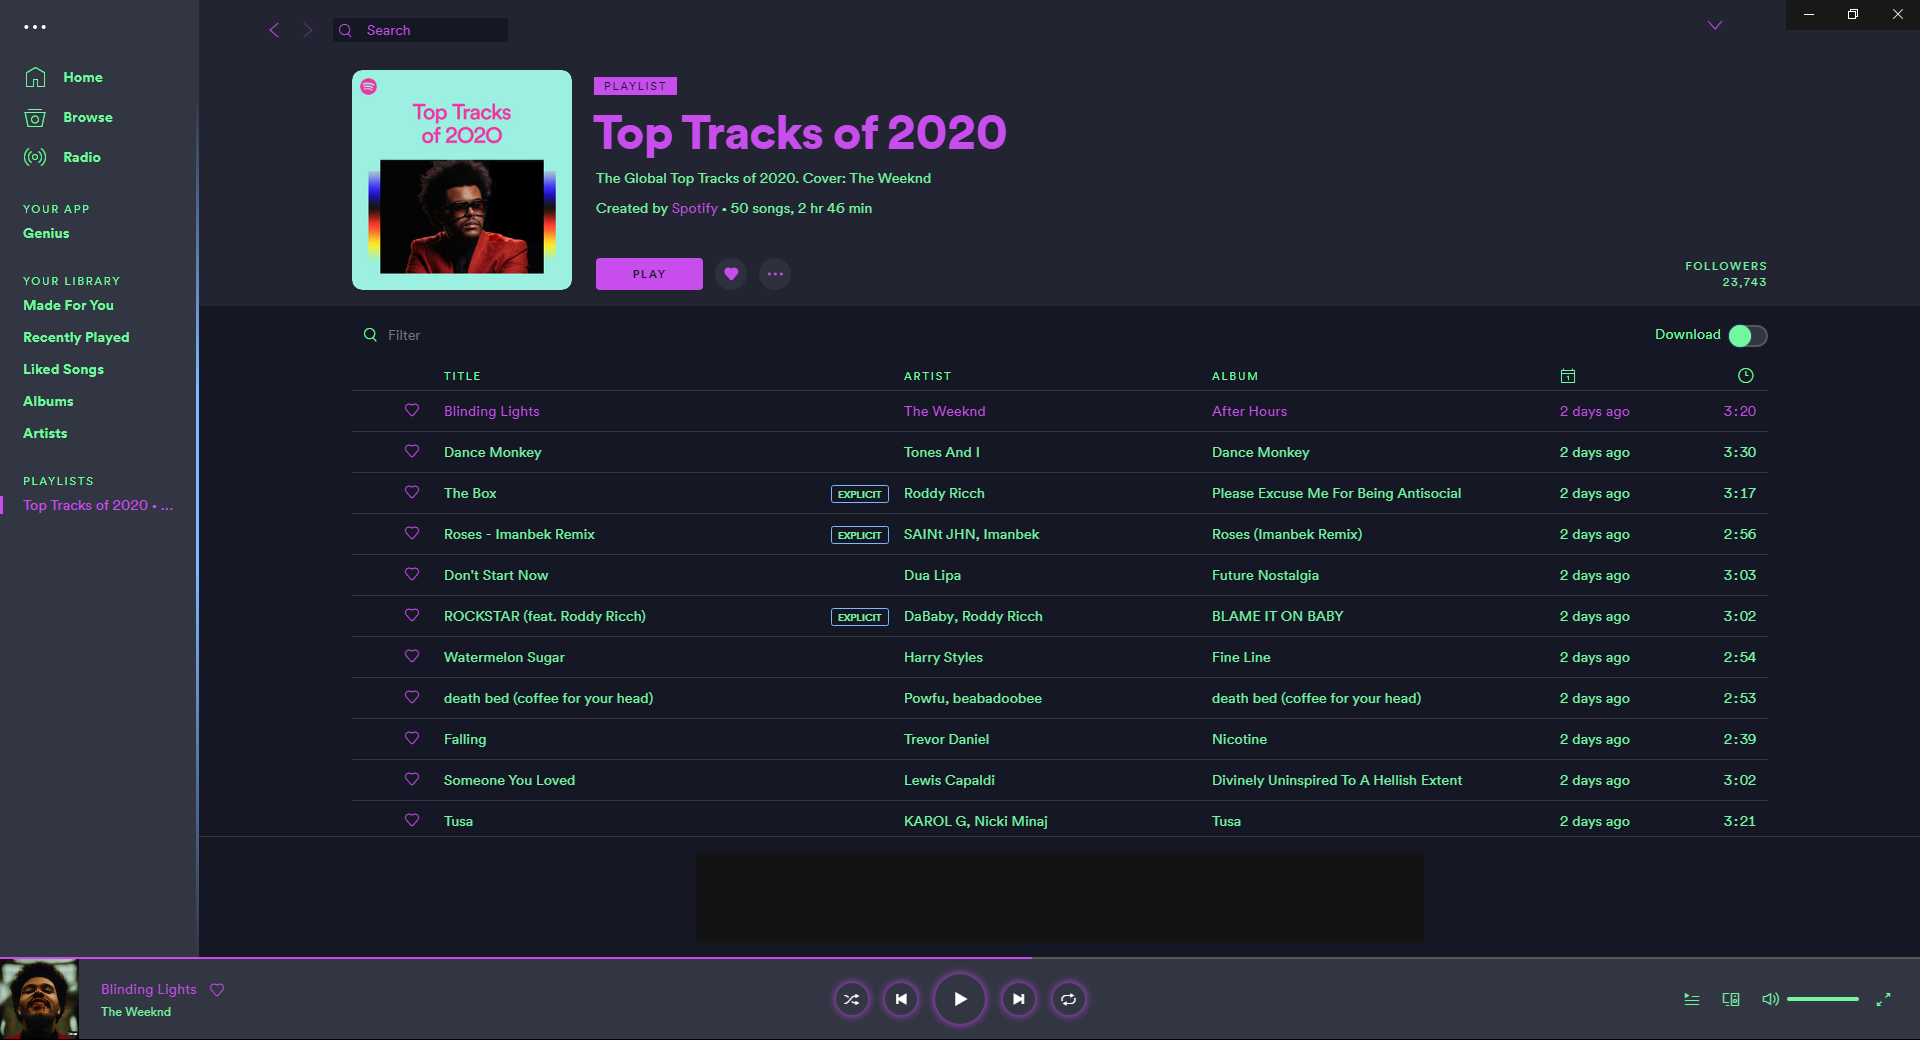 Search
Home
Browse
Radio
YOUR APP
Genius
YOUR LIBRARY
Made For You
Recently Played
Liked Songs
Albums
Artists
PLAYLISTS
Top Tracks of 2020 • ...
Top Tracks
of 2020
PLAYLIST
Top Tracks of 2020
The Global Top Tracks of 2020. Cover: The Weeknd
Created by Spotify • 50 songs, 2 hr 46 min
PLAY
FOLLOWERS
23,743
Filter
Download
TITLE ARTIST ALBUM 1
Blinding Lights The Weeknd After Hours 2 days ago 3:20
Dance Monkey Tones And I Dance Monkey 2 days ago 3:30
The Box EXPLICIT Roddy Ricch Please Excuse Me For Being Antisocial 2 days ago 3:17
Roses - Imanbek Remix EXPLICIT SAINt JHN, Imanbek Roses (Imanbek Remix) 2 days ago 2:56
Don't Start Now Dua Lipa Future Nostalgia 2 days ago 3:03
ROCKSTAR (feat. Roddy Ricch) EXPLICIT DaBaby, Roddy Ricch BLAME IT ON BABY 2 days ago 3:02
Watermelon Sugar Harry Styles Fine Line 2 days ago 2:54
death bed (coffee for your head) Powfu, beabadoobee death bed (coffee for your head) 2 days ago 2:53
Falling Trevor Daniel Nicotine 2 days ago 2:39
Someone You Loved Lewis Capaldi Divinely Uninspired To A Hellish Extent 2 days ago 3:02
Tusa KAROL G, Nicki Minaj Tusa 2 days ago 3:21
Blinding Lights
The Weeknd